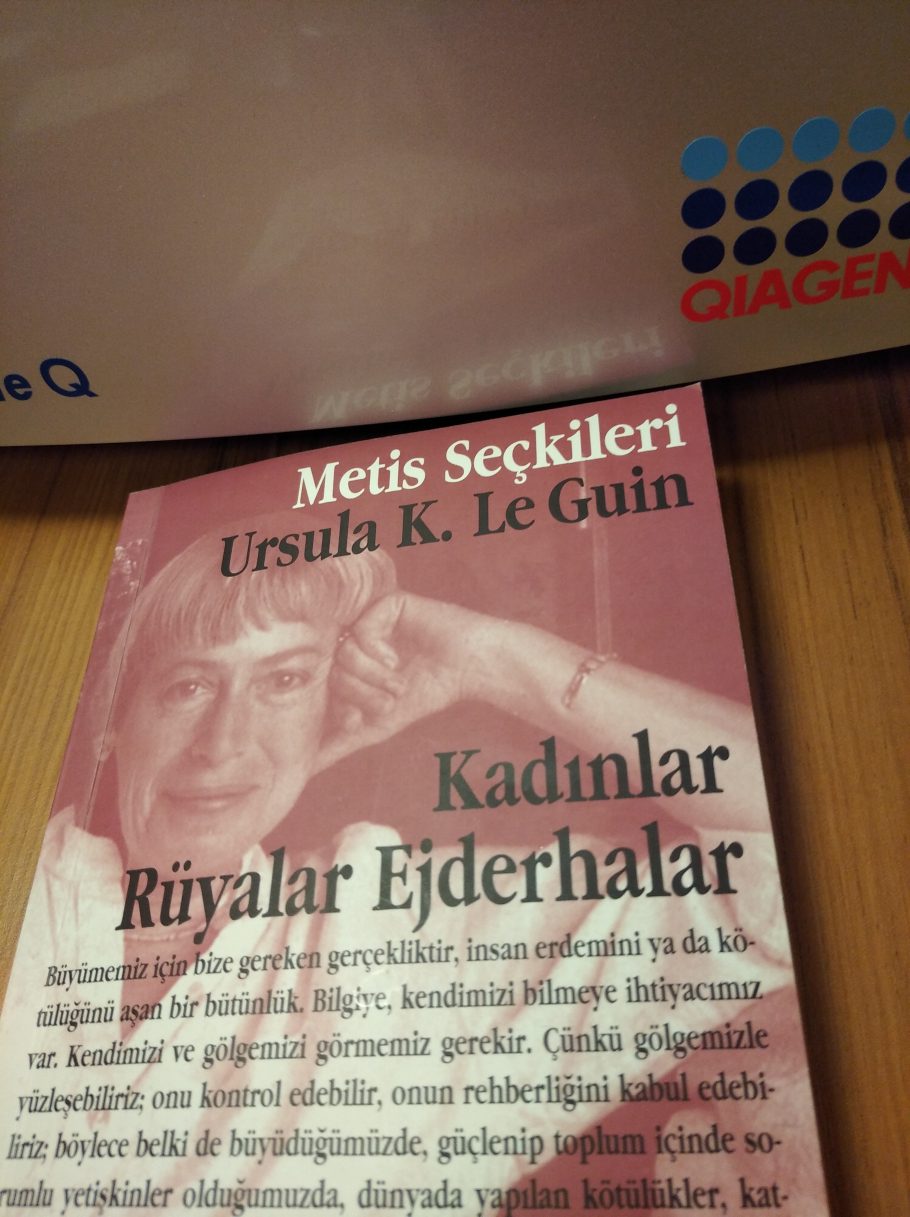 QIAGEN
le Q
Metis Seçkileri
Ursula K. Le Guin
Kadınlar
Rüyalar Ejderhalar
Büyümemiz için bize gereken gerçekliktir, insan erdemini ya da kö-
tülüğünü aşan bir bütünlük. Bilgiye, kendimizi bilmeye ihtiyacımız
var. Kendimizi ve gölgemizi görmemiz gerekir. Çünkü gölgemizle
yüzleşebiliriz; onu kontrol edebilir, onun rehberliğini kabul edebi-
liriz; böylece belki de büyüdüğümüzde, güçlenip toplum içinde so-
rumlu yetişkinler olduğumuzda, dünyada yapılan kötülükler, kat-